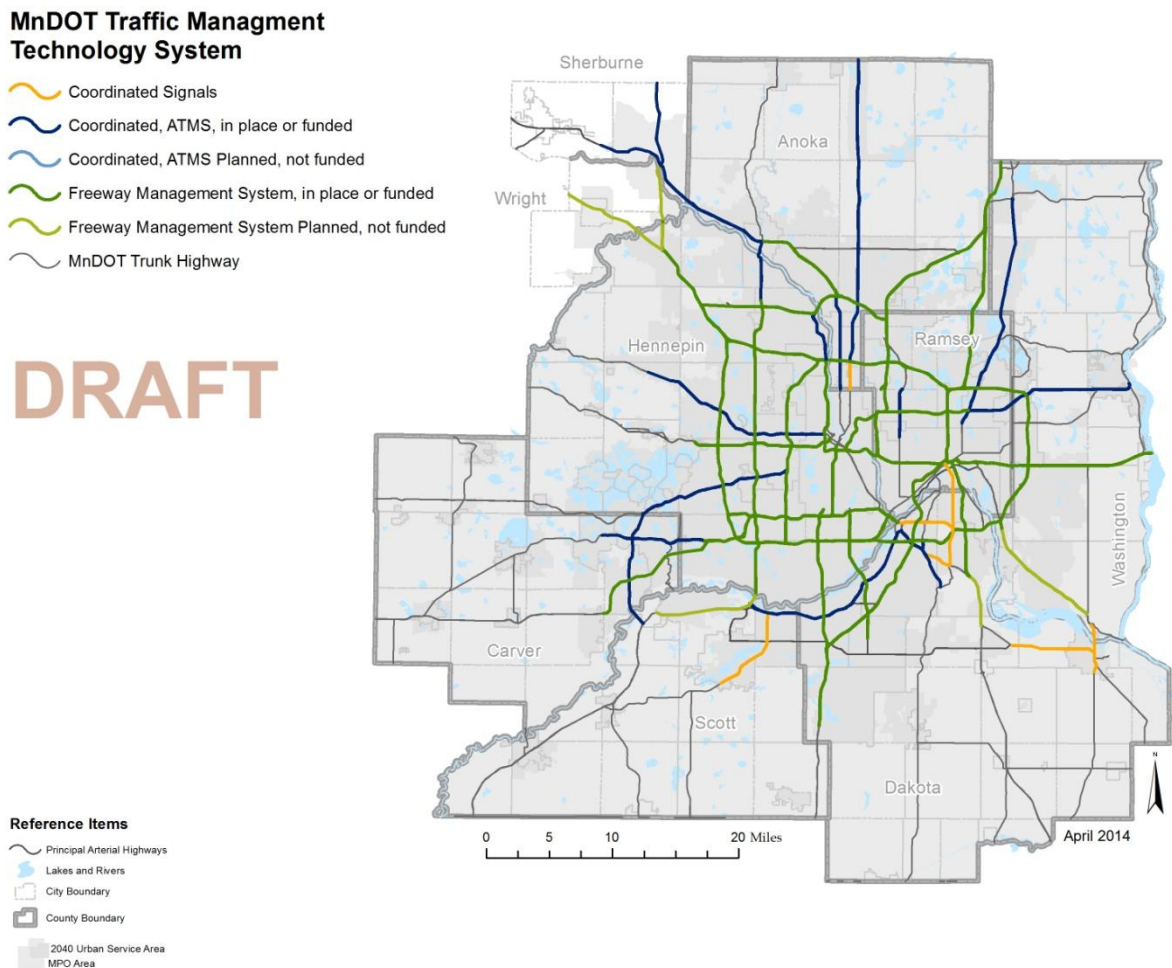 MnDOT Traffic Managment
Technology System
Coordinated Signals
Coordinated, ATMS, in place or funded
Coordinated, ATMS Planned, not funded
Freeway Management System, in place or funded
Freeway Management System Planned, not funded
MnDOT Trunk Highway
DRAFT
Sherburne
Anoka
Wright
Hennepin
Ramsey
Washington
Carver
Scott
Dakota
N
0 5 10 20 Miles
April 2014
Reference Items
Principal Arterial Highways
Lakes and Rivers
City Boundary
County Boundary
2040 Urban Service Area
MPO Area